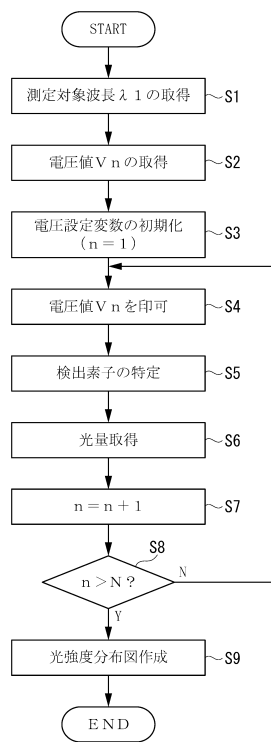 START
測定対象波長λ1の取得
S1
電圧値Vnの取得
S2
電圧設定変数の初期化
(n=1)
S3
電圧値Vnを印可
S4
検出素子の特定
S5
光量取得
S6
n=n+1
S7
S8
n>N?
N
Y
光強度分布図作成
S9
END